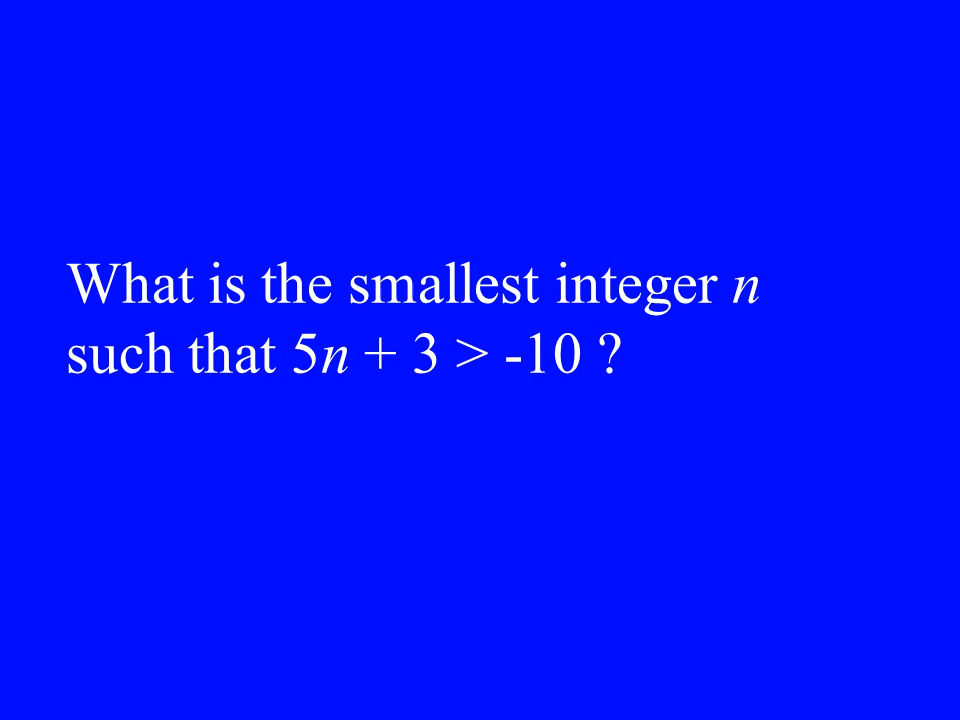 What is the smallest integer n
such that 5n + 3 > -10 ?